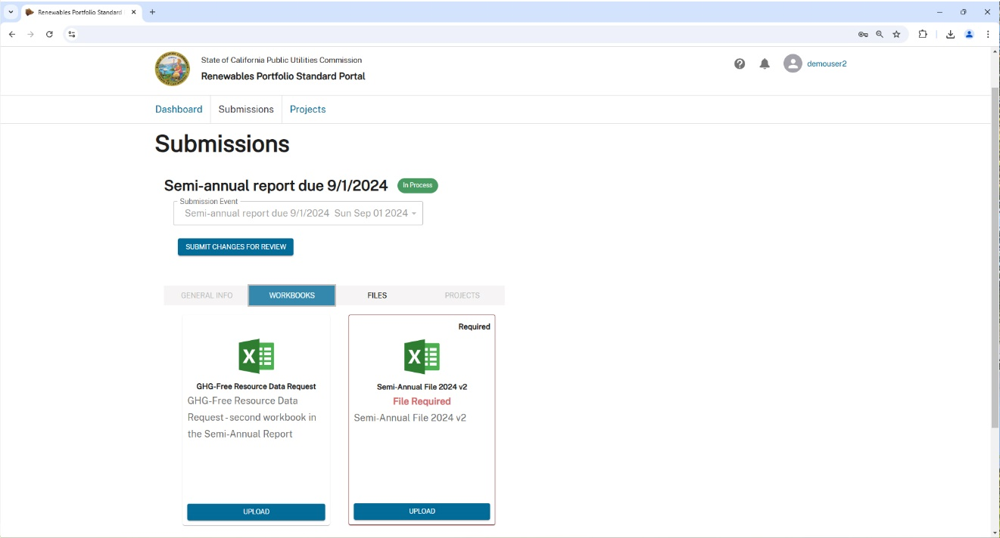 Renewables Portfolio Standard
State of California Public Utilities Commission
Renewables Portfolio Standard Portal
demouser2
Dashboard
Submissions
Projects
Submissions
Semi-annual report due 9/1/2024
In Process
Submission Event
Semi-annual report due 9/1/2024 Sun Sep 01 2024
SUBMIT CHANGES FOR REVIEW
GENERAL INFO
WORKBOOKS
FILES
PROJECTS
GHG-Free Resource Data Request
GHG-Free Resource Data
Request - second workbook in
the Semi-Annual Report
UPLOAD
Required
Semi-Annual File 2024 v2
File Required
Semi-Annual File 2024 v2
UPLOAD